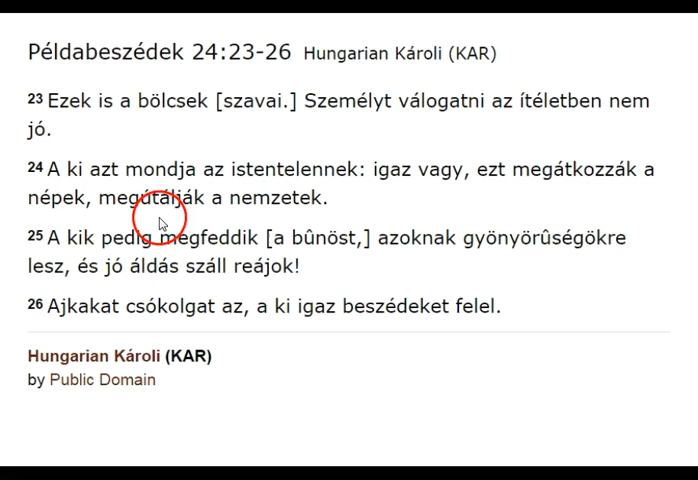 Példabeszédek 24:23-26 Hungarian Károli (KAR)
23 Ezek is a bölcsek [szavai.] Személyt válogatni az ítéletben nem
jó.
24 A ki azt mondja az istentelennek: igaz vagy, ezt megátkozzák a
népek, megútálják a nemzetek.
25 A kik pedig megfeddik [a bûnöst,] azoknak gyönyörûségökre
lesz, és jó áldás száll reájok!
26 Ajkakat csókolgat az, a ki igaz beszédeket felel.
Hungarian Károli (KAR)
by Public Domain